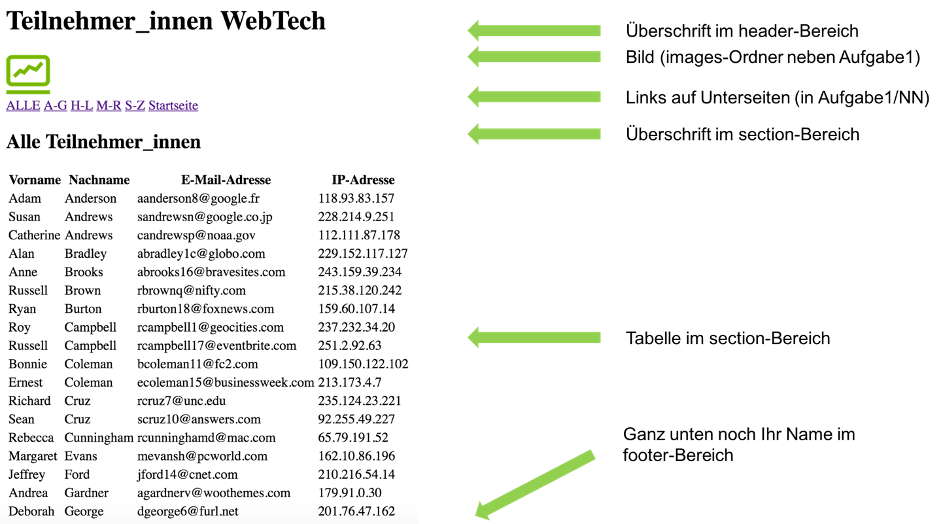 Teilnehmer_innen WebTech
Überschrift im header-Bereich
Bild (images-Ordner neben Aufgabe1)
ALLE A-G H-L M-R S-Z Startseite
Links auf Unterseiten (in Aufgabe1/NN)
Alle Teilnehmer_innen
Überschrift im section-Bereich
Vorname Nachname E-Mail-Adresse IP-Adresse
Adam Anderson aanderson8@google.fr 118.93.83.157
Susan Andrews sandrewsn@google.co.jp 228.214.9.251
Catherine Andrews candrewsp@noaa.gov 112.111.87.178
Alan Bradley abradley1c@globo.com 229.152.117.127
Anne Brooks abrooks16@bravesites.com 243.159.39.234
Russell Brown rbrownq@nifty.com 215.38.120.242
Ryan Burton rburton18@foxnews.com 159.60.107.14
Roy Campbell rcampbell1@geocities.com 237.232.34.20
Russell Campbell rcampbell17@eventbrite.com 251.2.92.63
Tabelle im section-Bereich
Bonnie Coleman bcoleman11@fc2.com 109.150.122.102
Ernest Coleman ecoleman15@businessweek.com 213.173.4.7
Richard Cruz rcruz7@unc.edu 235.124.23.221
Sean Cruz scruz10@answers.com 92.255.49.227
Rebecca Cunningham rcunninghamd@mac.com 65.79.191.52
Margaret Evans mevansh@pcworld.com 162.10.86.196
Jeffrey Ford jford14@cnet.com 210.216.54.14
Andrea Gardner agardnerv@woothemes.com 179.91.0.30
Deborah George dgeorge6@furl.net 201.76.47.162
Ganz unten noch Ihr Name im
footer-Bereich